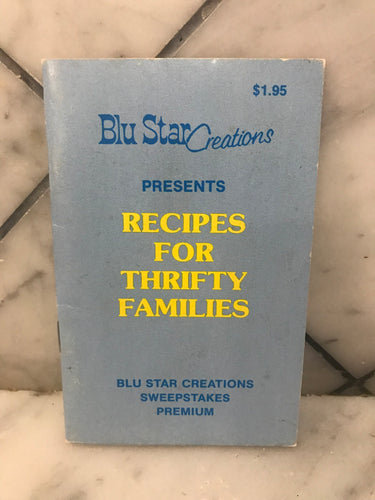 $1.95
Blu Star Creations
PRESENTS
RECIPES
FOR
THRIFTY
FAMILIES
BLU STAR CREATIONS
SWEEPSTAKES
PREMIUM